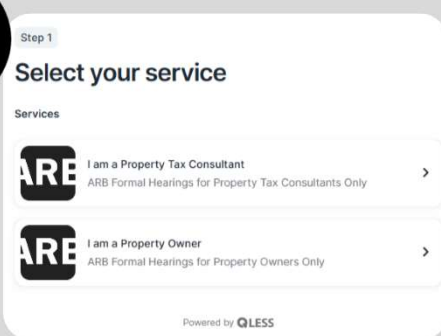 Step 1
Select your service
Services
ARB
I am a Property Tax Consultant
ARB Formal Hearings for Property Tax Consultants Only
ARB
I am a Property Owner
ARB Formal Hearings for Property Owners Only
Powered by QLESS